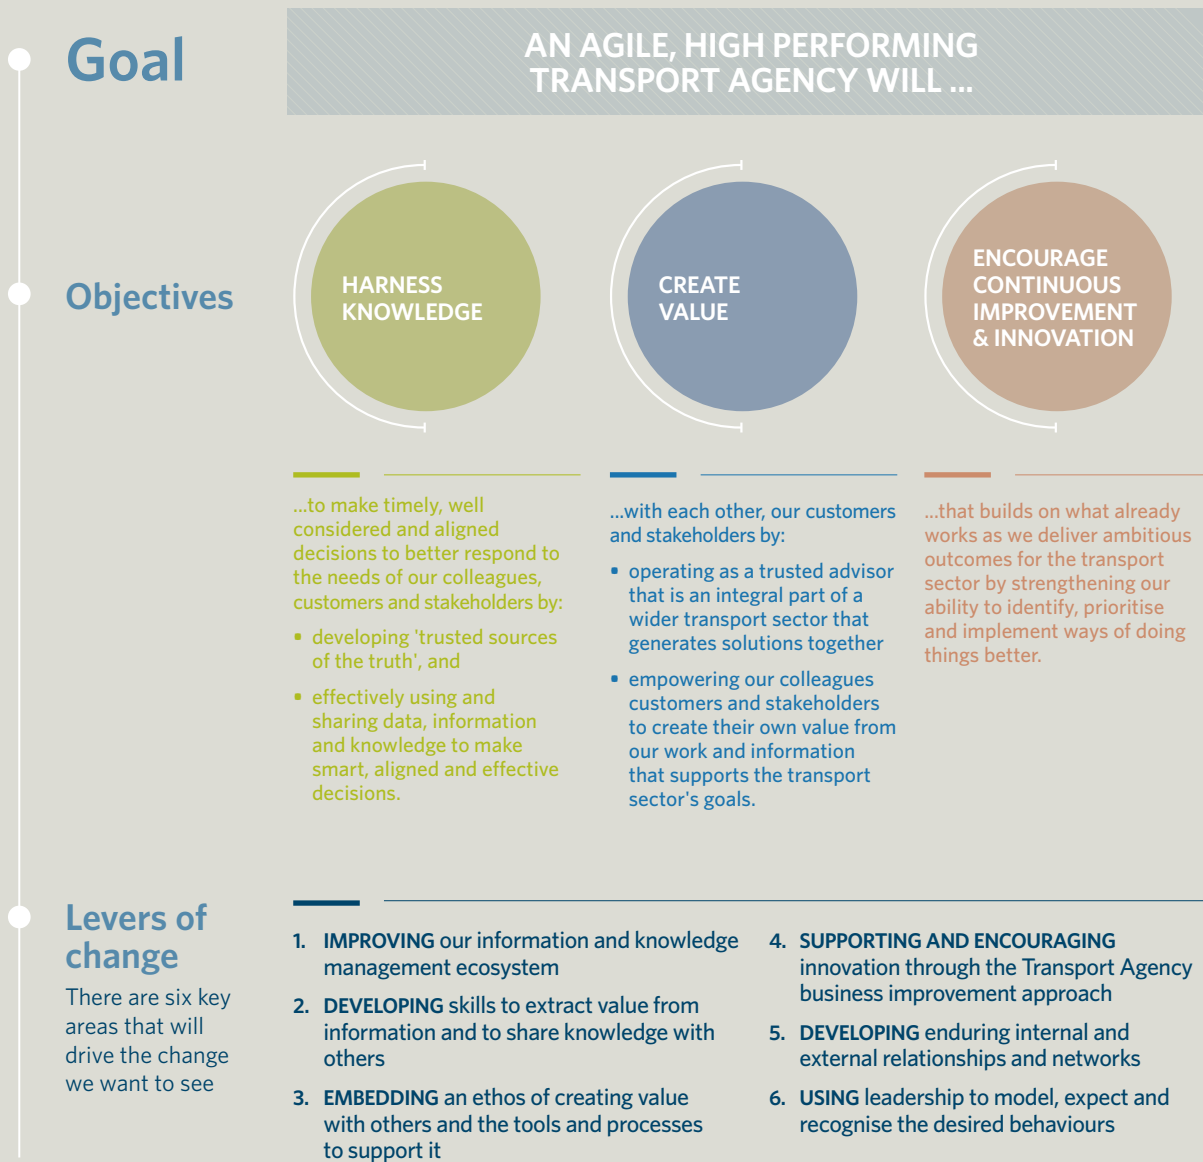 Goal
AN AGILE, HIGH PERFORMING
TRANSPORT AGENCY WILL ...
Objectives
HARNESS
KNOWLEDGE
CREATE
VALUE
ENCOURAGE
CONTINUOUS
IMPROVEMENT
& INNOVATION
...to make timely, well
considered and aligned
decisions to better respond to
the needs of our colleagues,
customers and stakeholders by:
▪ developing 'trusted sources
of the truth', and
▪ effectively using and
sharing data, information
and knowledge to make
smart, aligned and effective
decisions.
...with each other, our customers
and stakeholders by:
▪ operating as a trusted advisor
that is an integral part of a
wider transport sector that
generates solutions together
▪ empowering our colleagues
customers and stakeholders
to create their own value from
our work and information
that supports the transport
sector's goals.
...that builds on what already
works as we deliver ambitious
outcomes for the transport
sector by strengthening our
ability to identify, prioritise
and implement ways of doing
things better.
Levers of
change
There are six key
areas that will
drive the change
we want to see
1. IMPROVING our information and knowledge
management ecosystem
2. DEVELOPING skills to extract value from
information and to share knowledge with
others
3. EMBEDDING an ethos of creating value
with others and the tools and processes
to support it
4. SUPPORTING AND ENCOURAGING
innovation through the Transport Agency
business improvement approach
5. DEVELOPING enduring internal and
external relationships and networks
6. USING leadership to model, expect and
recognise the desired behaviours